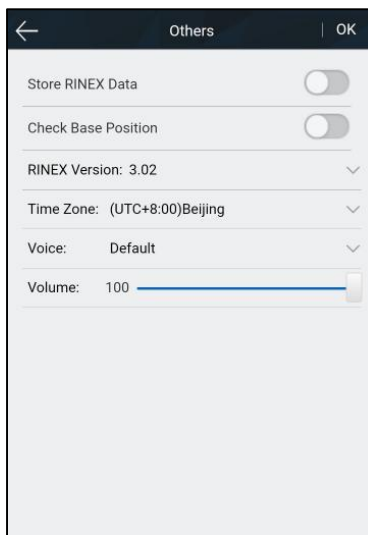 Others
OK
Store RINEX Data
Check Base Position
RINEX Version: 3.02
Time Zone: (UTC+8:00)Beijing
Voice: Default
Volume: 100